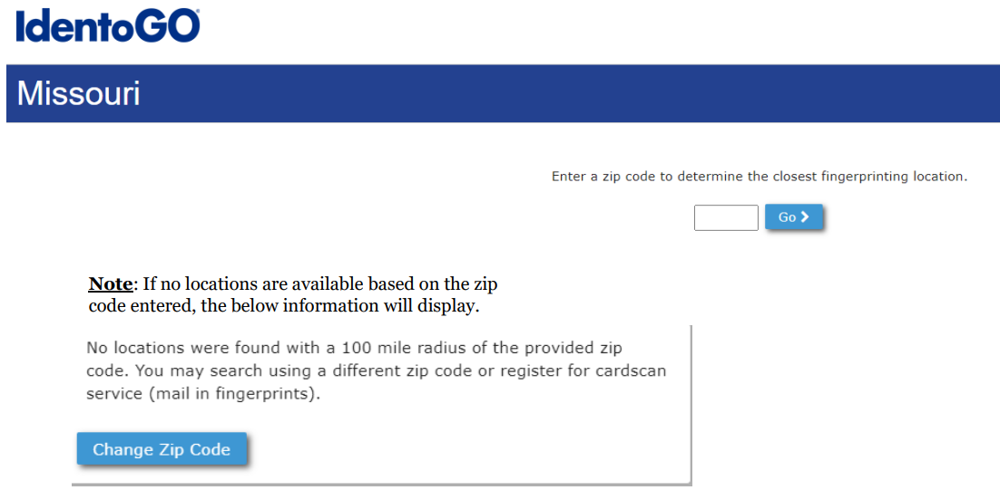 IdentoGO
Missouri
Enter a zip code to determine the closest fingerprinting location.
Go
Note: If no locations are available based on the zip
code entered, the below information will display.
No locations were found with a 100 mile radius of the provided zip
code. You may search using a different zip code or register for cardscan
service (mail in fingerprints).
Change Zip Code